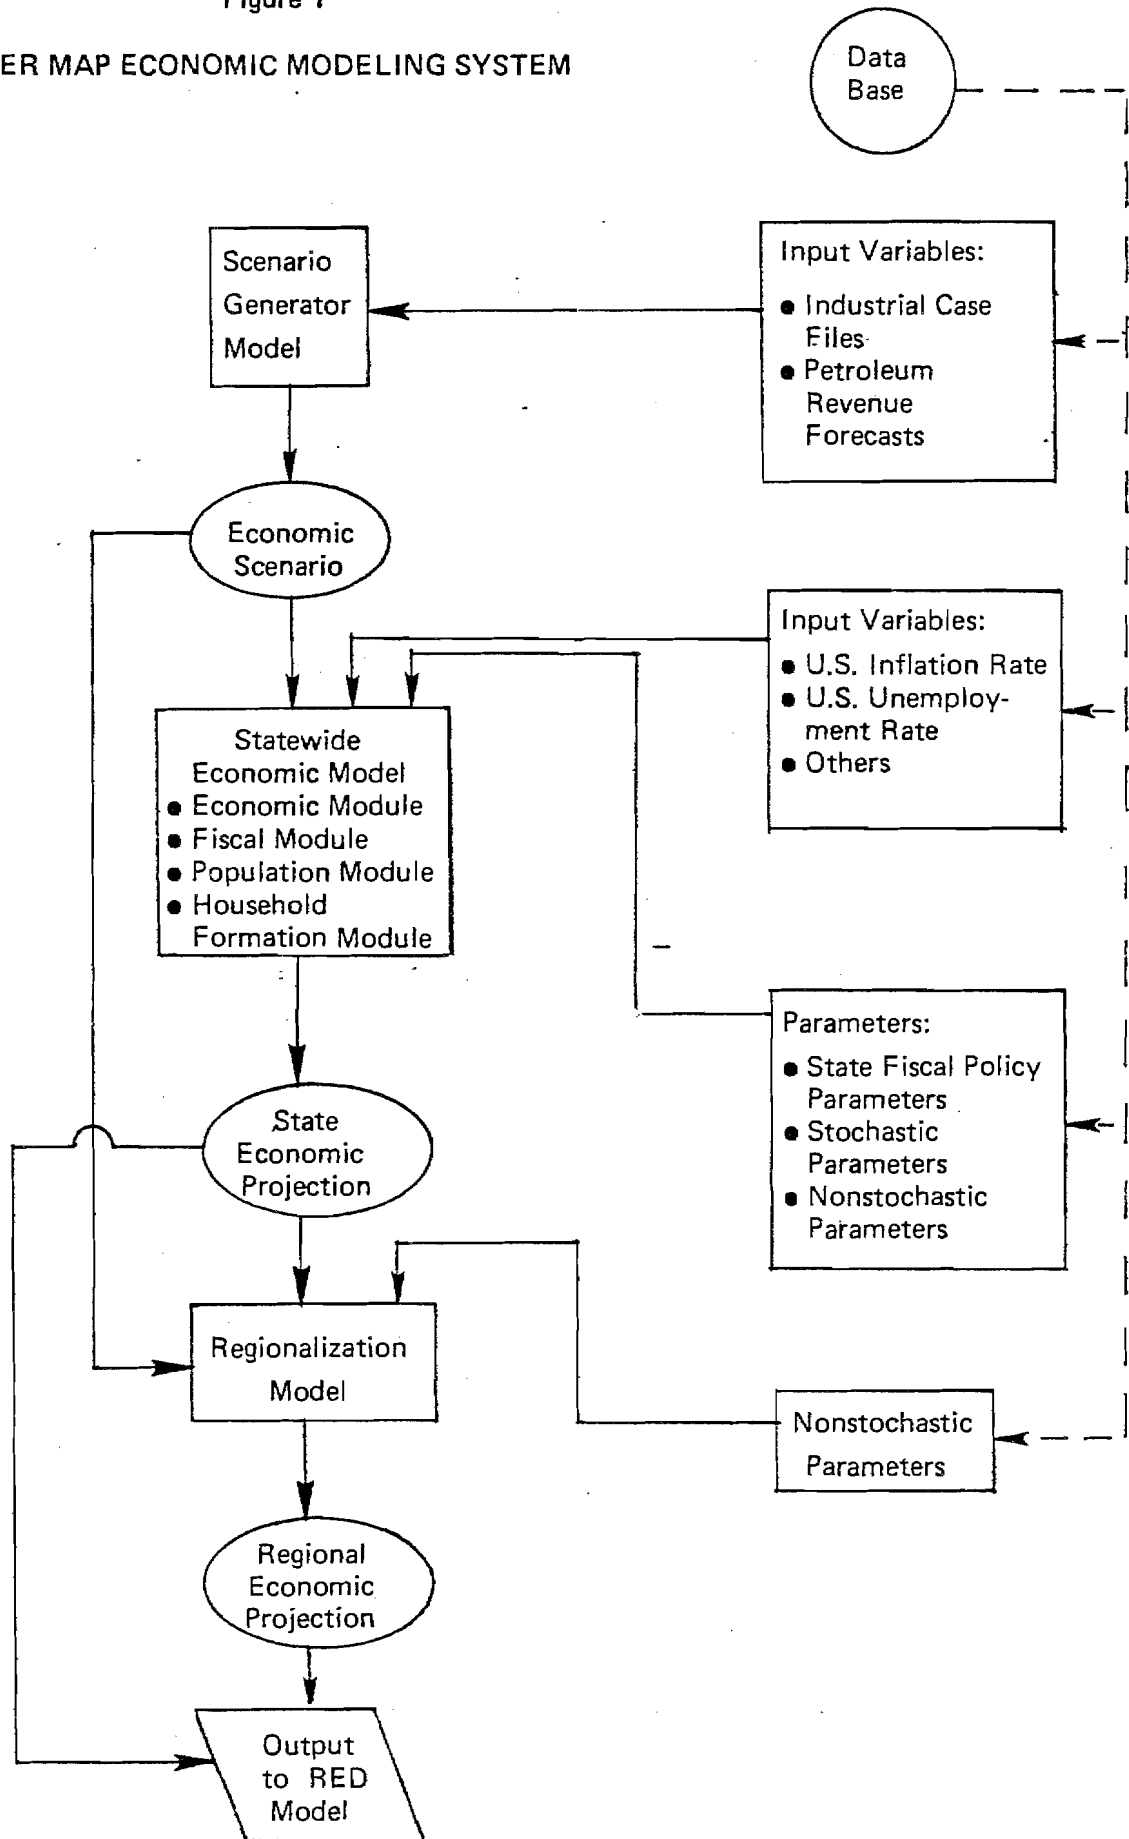 Figure
ER MAP ECONOMIC MODELING SYSTEM
Data
Base
Scenario
Generator
Model
Input Variables:
● Industrial Case
Files
● Petroleum
Revenue
Forecasts
Economic
Scenario
Input Variables:
● U.S. Inflation Rate
● U.S. Unemploy-
ment Rate
● Others
Statewide
Economic Model
● Economic Module
● Fiscal Module
● Population Module
● Household
Formation Module
Parameters:
● State Fiscal Policy
Parameters
● Stochastic
Parameters
● Nonstochastic
Parameters
State
Economic
Projection
Regionalization
Model
Nonstochastic
Parameters
Regional
Economic
Projection
Output
to RED
Model